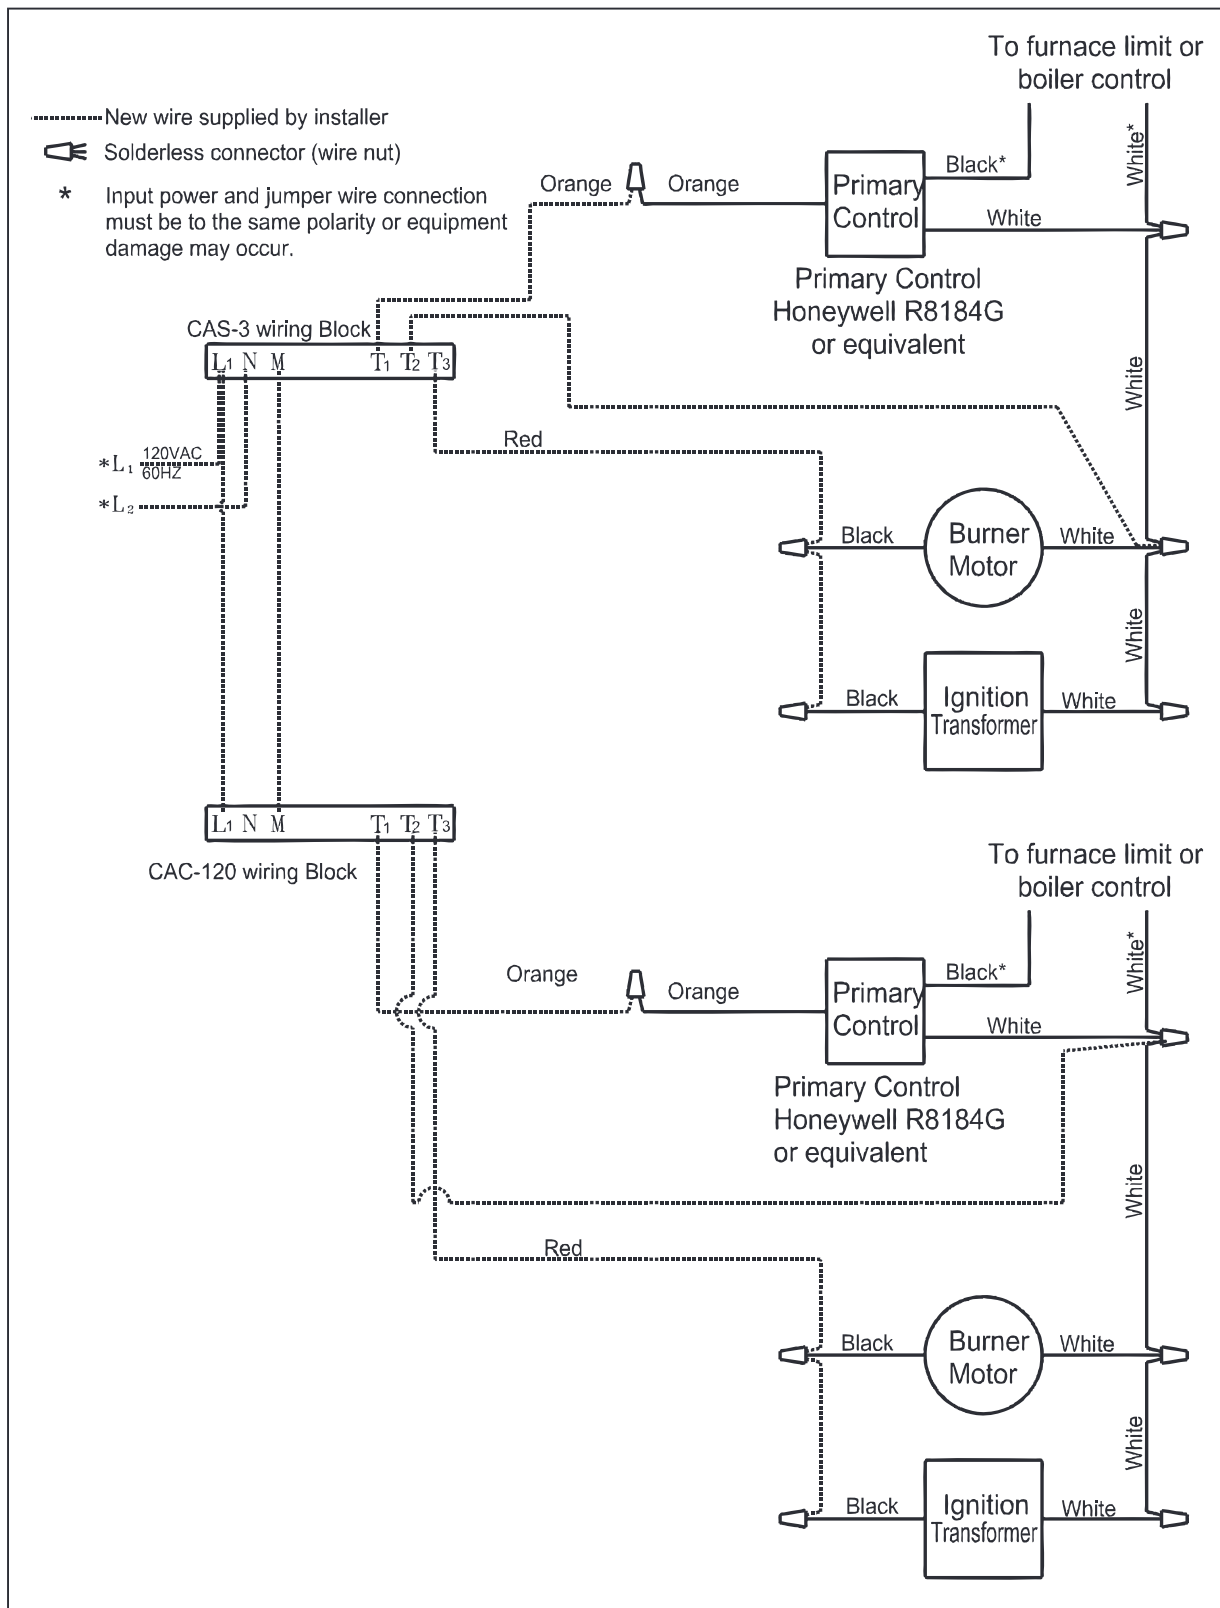 To furnace limit or
boiler control
New wire supplied by installer
Solderless connector (wire nut)
* Input power and jumper wire connection
must be to the same polarity or equipment
damage may occur.
Orange
Orange
Primary
Control
Black*
White*
White
Primary Control
Honeywell R8184G
or equivalent
CAS-3 wiring Block
L1 N M T1 T2 T3
White
Red
*L1 120VAC
60HZ
*L2
Black
Burner
Motor
White
White
Black
Ignition
Transformer
White
L1 N M T1 T2 T3
CAC-120 wiring Block
To furnace limit or
boiler control
Orange
Orange
Primary
Control
Black*
White*
White
Primary Control
Honeywell R8184G
or equivalent
White
Red
Black
Burner
Motor
White
White
Black
Ignition
Transformer
White